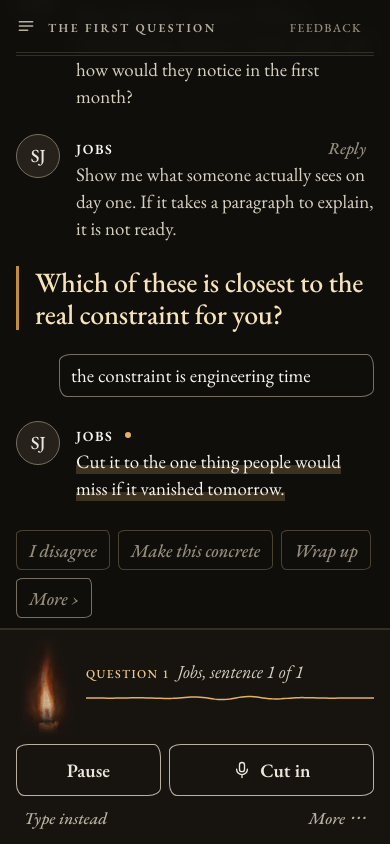 THE FIRST QUESTION
FEEDBACK
how would they notice in the first
month?
SJ
JOBS
Reply
Show me what someone actually sees on
day one. If it takes a paragraph to explain,
it is not ready.
Which of these is closest to the
real constraint for you?
the constraint is engineering time
SJ
JOBS
Cut it to the one thing people would
miss if it vanished tomorrow.
I disagree
Make this concrete
Wrap up
More ›
QUESTION 1 Jobs, sentence 1 of 1
Pause
Cut in
Type instead
More ···